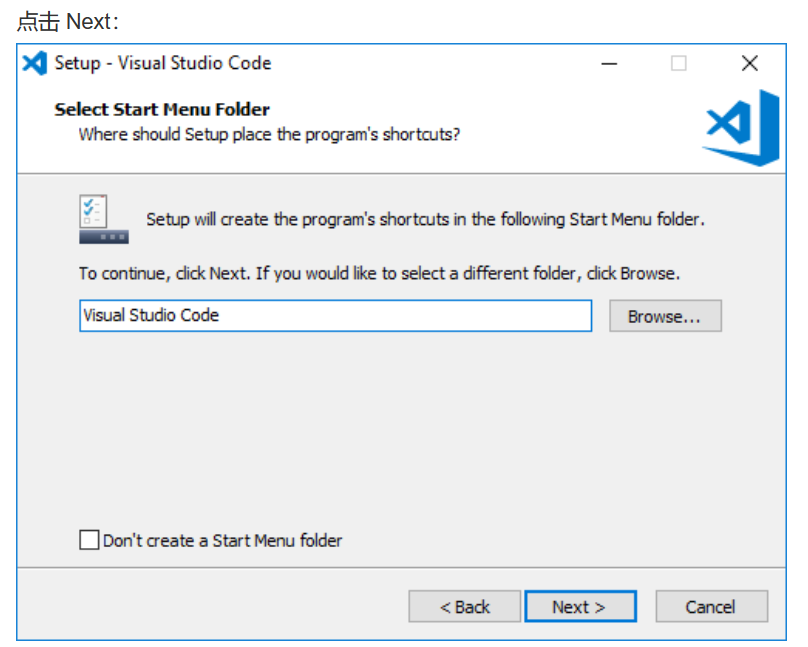 点击 Next：
Setup - Visual Studio Code
Select Start Menu Folder
Where should Setup place the program's shortcuts?
Setup will create the program's shortcuts in the following Start Menu folder.
To continue, click Next. If you would like to select a different folder, click Browse.
Visual Studio Code
Browse...
Don't create a Start Menu folder
< Back
Next >
Cancel